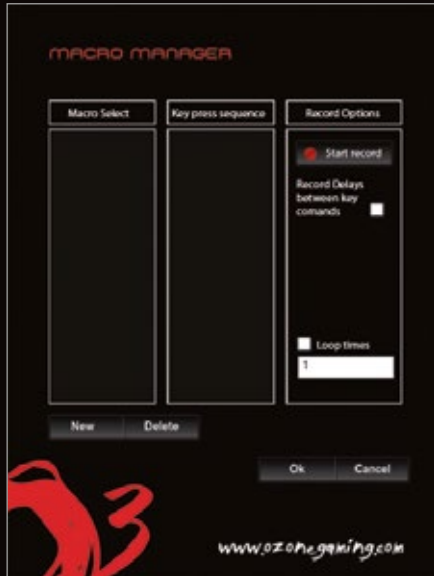 MACRO MANAGER
Macro Select
Key press sequence
Record Options
Start record
Record Delays
between key
comands
Loop times
1
New
Delete
Ok
Cancel
O3
www.ozonegaming.com